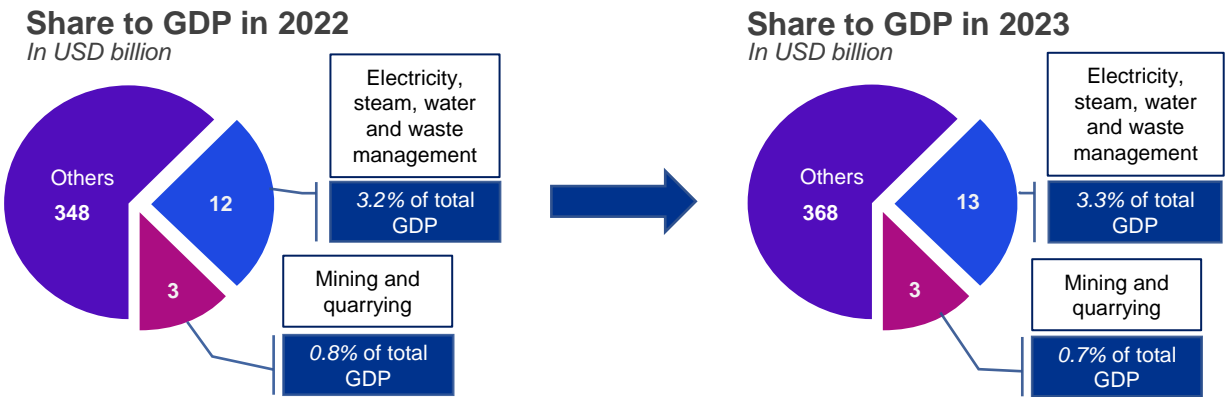 Share to GDP in 2022
In USD billion
Electricity,
steam, water
and waste
management
Others
348
12
3.2% of total
GDP
3
Mining and
quarrying
0.8% of total
GDP
Share to GDP in 2023
In USD billion
Electricity,
steam, water
and waste
management
Others
368
13
3.3% of total
GDP
3
Mining and
quarrying
0.7% of total
GDP